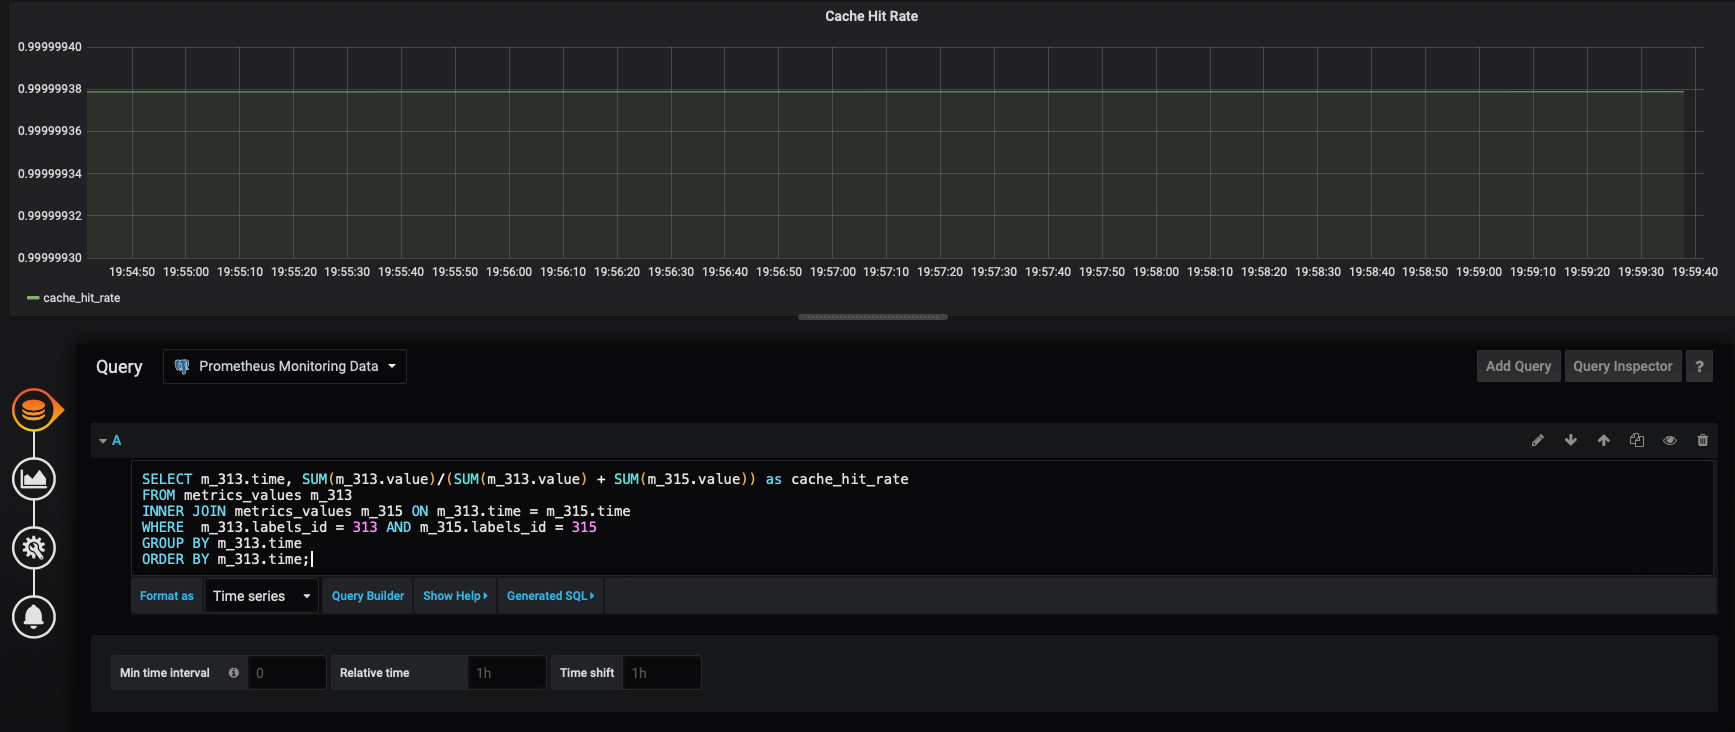 Cache Hit Rate
0.99999940
0.99999938
0.99999936
0.99999934
0.99999932
0.99999930
19:54:50 19:55:00 19:55:10 19:55:20 19:55:30 19:55:40 19:55:50 19:56:00 19:56:10 19:56:20 19:56:30 19:56:40 19:56:50 19:57:00 19:57:10 19:57:20 19:57:30 19:57:40 19:57:50 19:58:00 19:58:10 19:58:20 19:58:30 19:58:40 19:58:50 19:59:00 19:59:10 19:59:20 19:59:30 19:59:40
cache_hit_rate
Query Prometheus Monitoring Data Add Query Query Inspector ?
A
SELECT m_313.time, SUM(m_313.value)/(SUM(m_313.value) + SUM(m_315.value)) as cache_hit_rate
FROM metrics_values m_313
INNER JOIN metrics_values m_315 ON m_313.time = m_315.time
WHERE  m_313.labels_id = 313 AND m_315.labels_id = 315
GROUP BY m_313.time
ORDER BY m_313.time;
Format as Time series Query Builder Show Help Generated SQL
Min time interval 0 Relative time 1h Time shift 1h